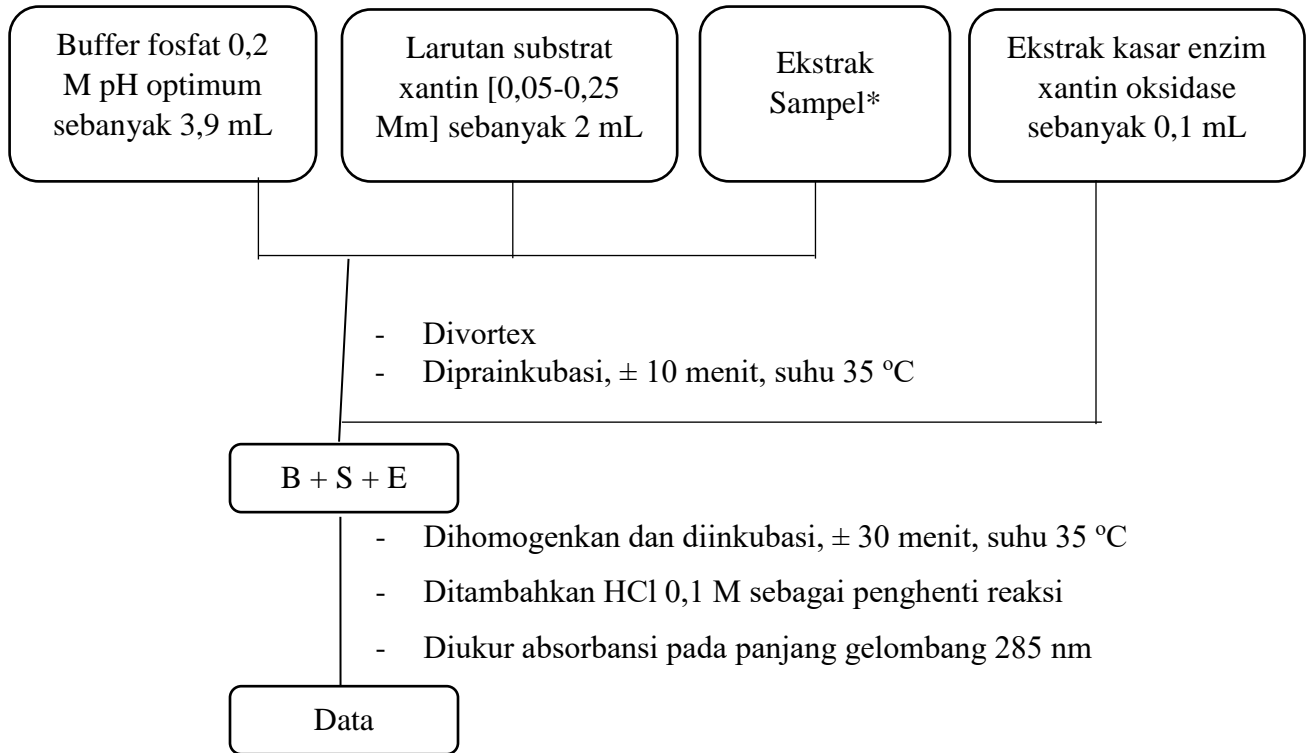 Buffer fosfat 0,2
M pH optimum
sebanyak 3,9 mL
Larutan substrat
xantin [0,05-0,25
Mm] sebanyak 2 mL
Ekstrak
Sampel*
Ekstrak kasar enzim
xantin oksidase
sebanyak 0,1 mL
- Divortex
- Diprainkubasi, ± 10 menit, suhu 35 ºC
B + S + E
- Dihomogenkan dan diinkubasi, ± 30 menit, suhu 35 ºC
- Ditambahkan HCl 0,1 M sebagai penghenti reaksi
- Diukur absorbansi pada panjang gelombang 285 nm
Data